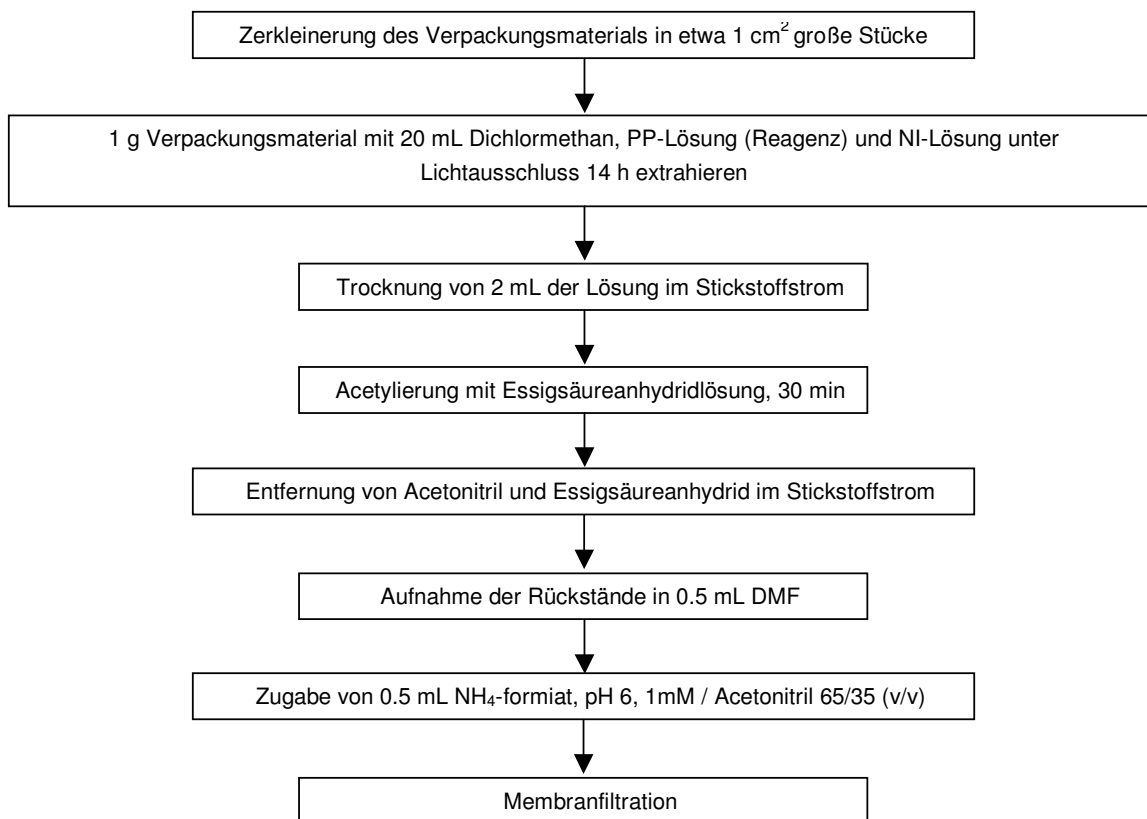 Zerkleinerung des Verpackungsmaterials in etwa 1 cm² große Stücke
1 g Verpackungsmaterial mit 20 mL Dichlormethan, PP-Lösung (Reagenz) und NI-Lösung unter
Lichtausschluss 14 h extrahieren
Trocknung von 2 mL der Lösung im Stickstoffstrom
Acetylierung mit Essigsäureanhydridlösung, 30 min
Entfernung von Acetonitril und Essigsäureanhydrid im Stickstoffstrom
Aufnahme der Rückstände in 0.5 mL DMF
Zugabe von 0.5 mL NH₄-formiat, pH 6, 1mM / Acetonitril 65/35 (v/v)
Membranfiltration